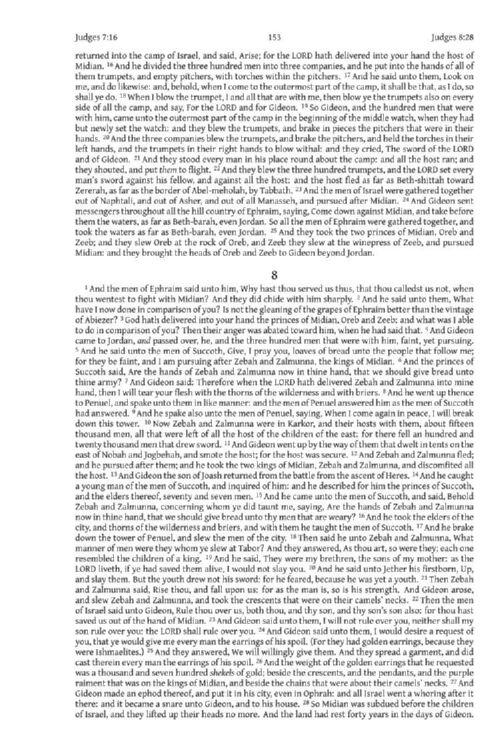 Judges 7:16 153 Judges 8:28
returned into the camp of Israel, and said, Arise; for the LORD hath delivered into your hand the host of
Midian. 16 And he divided the three hundred men into three companies, and he put into the hands of all of
them trumpets, and empty pitchers, with torches within the pitchers. 17 And he said unto them, Look on
me, and do likewise: and, behold, when I come to the outermost part of the camp, it shall be that, as I do, so
shall ye do. 18 When I blow the trumpet, I and all that are with me, then blow ye the trumpets also on every
side of all the camp, and say, For the LORD and for Gideon. 19 So Gideon, and the hundred men that were
with him, came unto the outermost part of the camp in the beginning of the middle watch, when they had
but newly set the watch: and they blew the trumpets, and brake in pieces the pitchers that were in their
hands. 20 And the three companies blew the trumpets, and brake the pitchers, and held the torches in their
left hands, and the trumpets in their right hands to blow withal: and they cried, The sword of the LORD
and of Gideon. 21 And they stood every man in his place round about the camp: and all the host ran; and
they shouted, and put them to flight. 22 And they blew the three hundred trumpets, and the LORD set every
man's sword against his fellow, and against all the host: and the host fled as far as Beth-shittah toward
Zererah, as far as the border of Abel-meholah, by Tabbath. 23 And the men of Israel were gathered together
out of Naphtali, and out of Asher, and out of all Manasseh, and pursued after Midian. 24 And Gideon sent
messengers throughout all the hill country of Ephraim, saying, Come down against Midian, and take before
them the waters, as far as Beth-barah, even Jordan. So all the men of Ephraim were gathered together, and
took the waters as far as Beth-barah, even Jordan. 25 And they took the two princes of Midian, Oreb and
Zeeb; and they slew Oreb at the rock of Oreb, and Zeeb they slew at the winepress of Zeeb, and pursued
Midian: and they brought the heads of Oreb and Zeeb to Gideon beyond Jordan.
8
1 And the men of Ephraim said unto him, Why hast thou served us thus, that thou calledst us not, when
thou wentest to fight with Midian? And they did chide with him sharply. 2 And he said unto them, What
have I now done in comparison of you? Is not the gleaning of the grapes of Ephraim better than the vintage
of Abiezer? 3 God hath delivered into your hand the princes of Midian, Oreb and Zeeb: and what was I able
to do in comparison of you? Then their anger was abated toward him, when he had said that. 4 And Gideon
came to Jordan, and passed over, he, and the three hundred men that were with him, faint, yet pursuing.
5 And he said unto the men of Succoth, Give, I pray you, loaves of bread unto the people that follow me;
for they be faint, and I am pursuing after Zebah and Zalmunna, the kings of Midian. 6 And the princes of
Succoth said, Are the hands of Zebah and Zalmunna now in thine hand, that we should give bread unto
thine army? 7 And Gideon said: Therefore when the LORD hath delivered Zebah and Zalmunna into mine
hand, then I will tear your flesh with the thorns of the wilderness and with briers. 8 And he went up thence
to Penuel, and spake unto them in like manner: and the men of Penuel answered him as the men of Succoth
had answered. 9 And he spake also unto the men of Penuel, saying, When I come again in peace, I will break
down this tower. 10 Now Zebah and Zalmunna were in Karkor, and their hosts with them, about fifteen
thousand men, all that were left of all the host of the children of the east: for there fell an hundred and
twenty thousand men that drew sword. 11 And Gideon went up by the way of them that dwelt in tents on the
east of Nobah and Jogbehah, and smote the host; for the host was secure. 12 And Zebah and Zalmunna fled;
and he pursued after them; and he took the two kings of Midian, Zebah and Zalmunna, and discomfited all
the host. 13 And Gideon the son of Joash returned from the battle from the ascent of Heres. 14 And he caught
a young man of the men of Succoth, and inquired of him: and he described for him the princes of Succoth,
and the elders thereof, seventy and seven men. 15 And he came unto the men of Succoth, and said, Behold
Zebah and Zalmunna, concerning whom ye did taunt me, saying, Are the hands of Zebah and Zalmunna
now in thine hand, that we should give bread unto thy men that are weary? 16 And he took the elders of the
city, and thorns of the wilderness and briers, and with them he taught the men of Succoth. 17 And he brake
down the tower of Penuel, and slew the men of the city. 18 Then said he unto Zebah and Zalmunna, What
manner of men were they whom ye slew at Tabor? And they answered, As thou art, so were they; each one
resembled the children of a king. 19 And he said, They were my brethren, the sons of my mother: as the
LORD liveth, if ye had saved them alive, I would not slay you. 20 And he said unto Jether his firstborn, Up,
and slay them. But the youth drew not his sword: for he feared, because he was yet a youth. 21 Then Zebah
and Zalmunna said, Rise thou, and fall upon us: for as the man is, so is his strength. And Gideon arose,
and slew Zebah and Zalmunna, and took the crescents that were on their camels' necks. 22 Then the men
of Israel said unto Gideon, Rule thou over us, both thou, and thy son, and thy son's son also: for thou hast
saved us out of the hand of Midian. 23 And Gideon said unto them, I will not rule over you, neither shall my
son rule over you: the LORD shall rule over you. 24 And Gideon said unto them, I would desire a request of
you, that ye would give me every man the earrings of his spoil. (For they had golden earrings, because they
were Ishmaelites.) 25 And they answered, We will willingly give them. And they spread a garment, and did
cast therein every man the earrings of his spoil. 26 And the weight of the golden earrings that he requested
was a thousand and seven hundred shekels of gold; beside the crescents, and the pendants, and the purple
raiment that was on the kings of Midian, and beside the chains that were about their camels' necks. 27 And
Gideon made an ephod thereof, and put it in his city, even in Ophrah: and all Israel went a whoring after it
there: and it became a snare unto Gideon, and to his house. 28 So Midian was subdued before the children
of Israel, and they lifted up their heads no more. And the land had rest forty years in the days of Gideon.